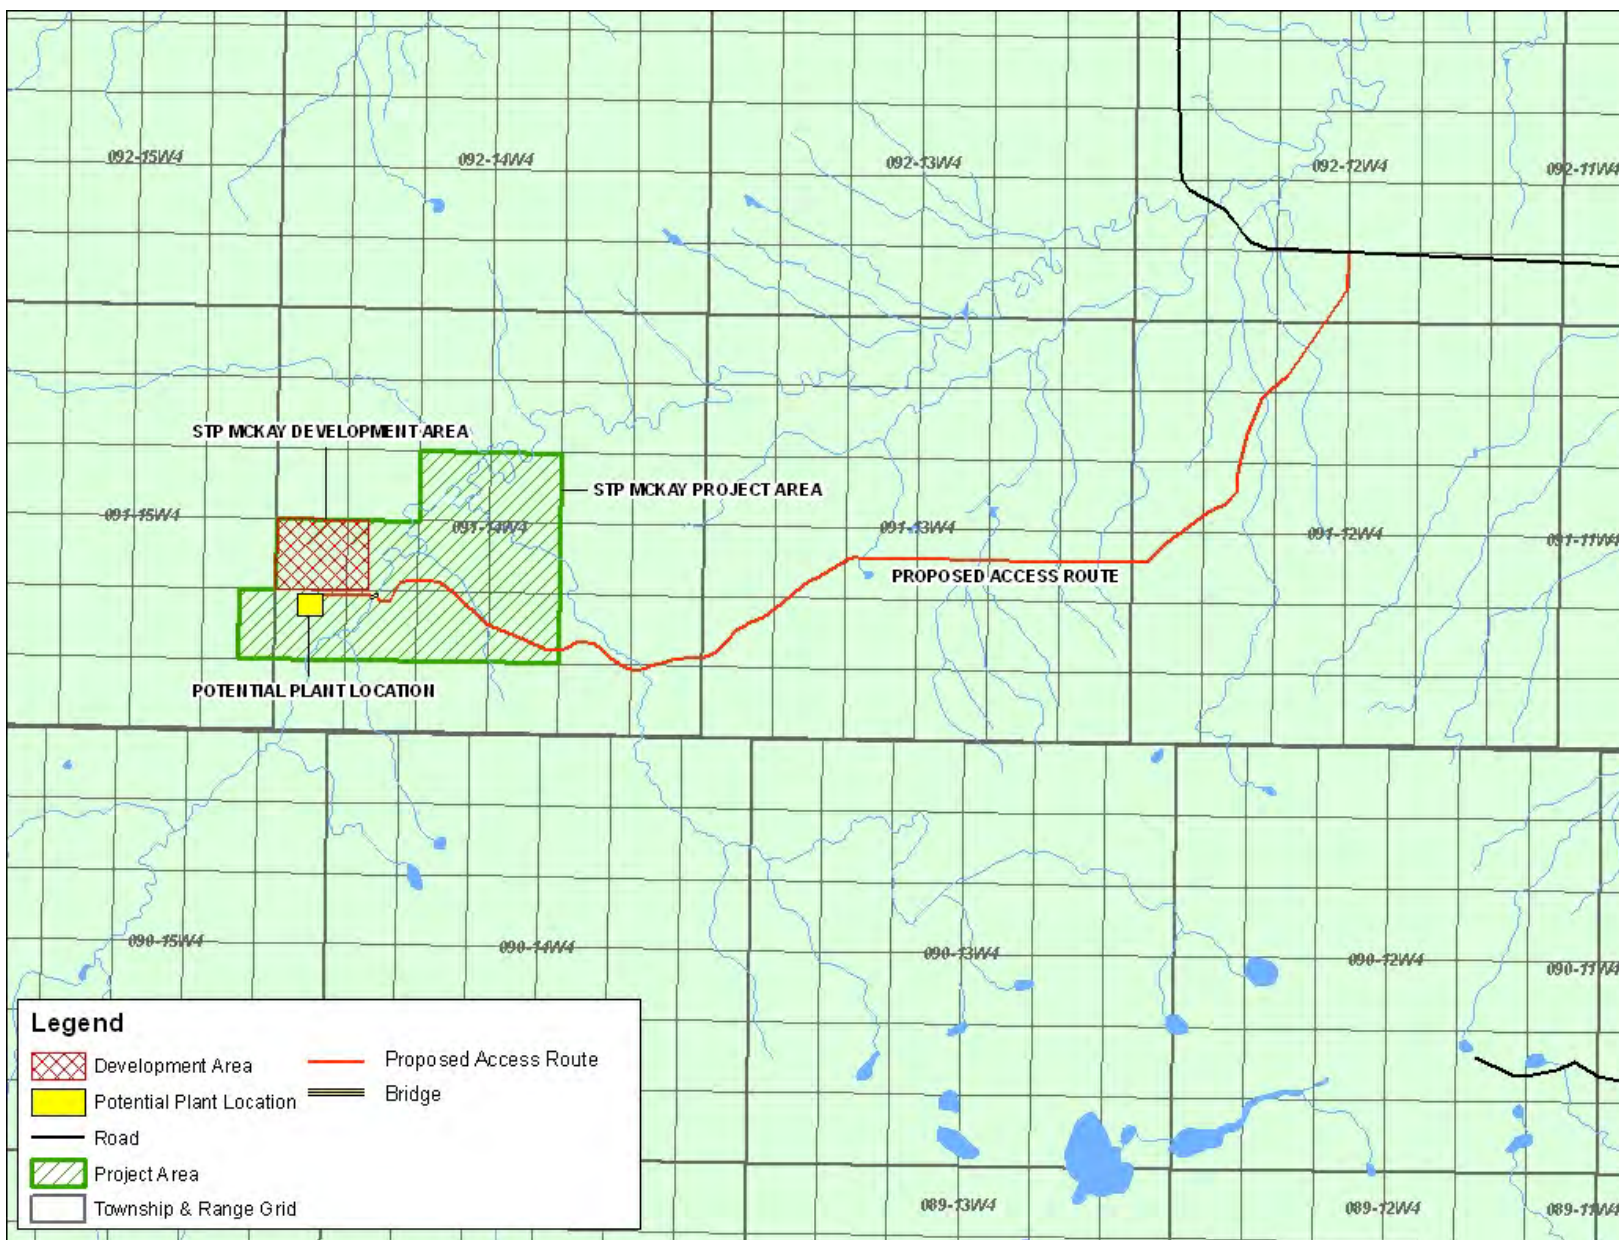 092-15W4
092-14W4
092-13W4
092-12W4
092-11W4
STP MCKAY DEVELOPMENT AREA
STP MCKAY PROJECT AREA
091-15W4
091-14W4
091-13W4
091-12W4
091-11W4
PROPOSED ACCESS ROUTE
POTENTIAL PLANT LOCATION
090-15W4
090-14W4
090-13W4
090-12W4
090-11W4
Legend
Development Area
Potential Plant Location
Road
Project Area
Township & Range Grid
Proposed Access Route
Bridge
089-13W4
089-12W4
089-11W4